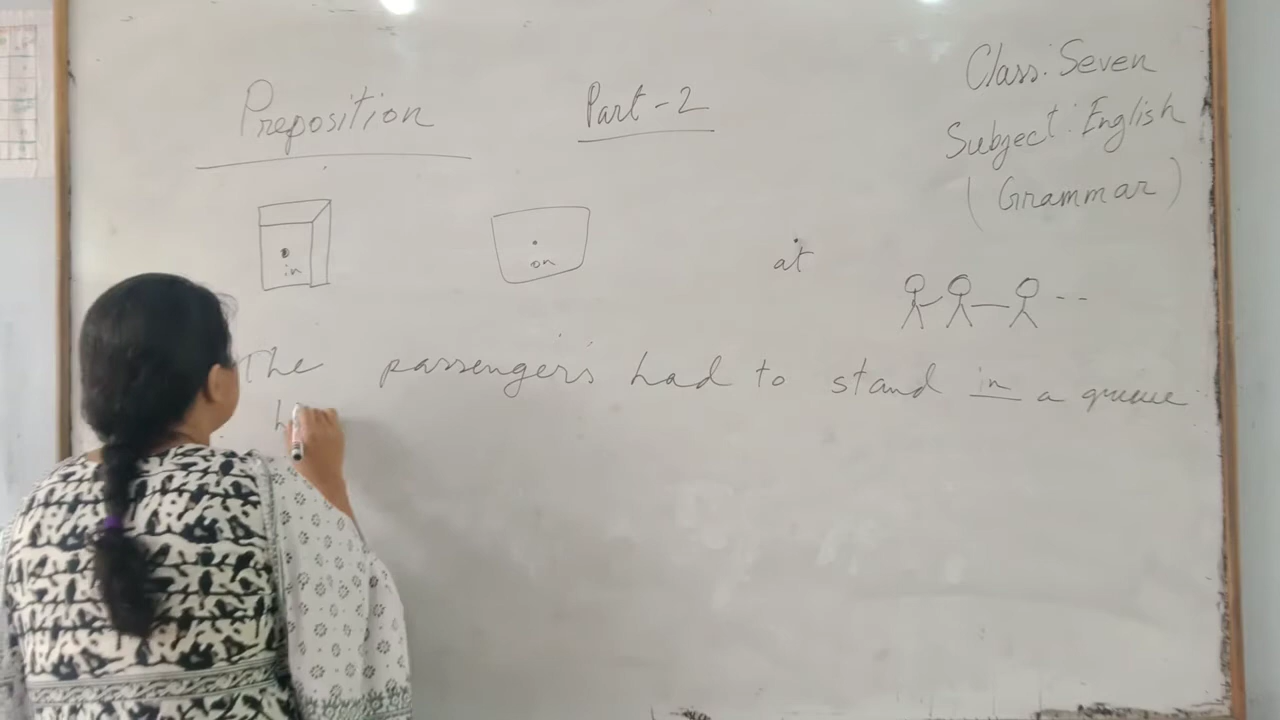 Preposition Part-2
Class: Seven
Subject: English
(Grammar)
in on at
The passengers had to stand in a queue